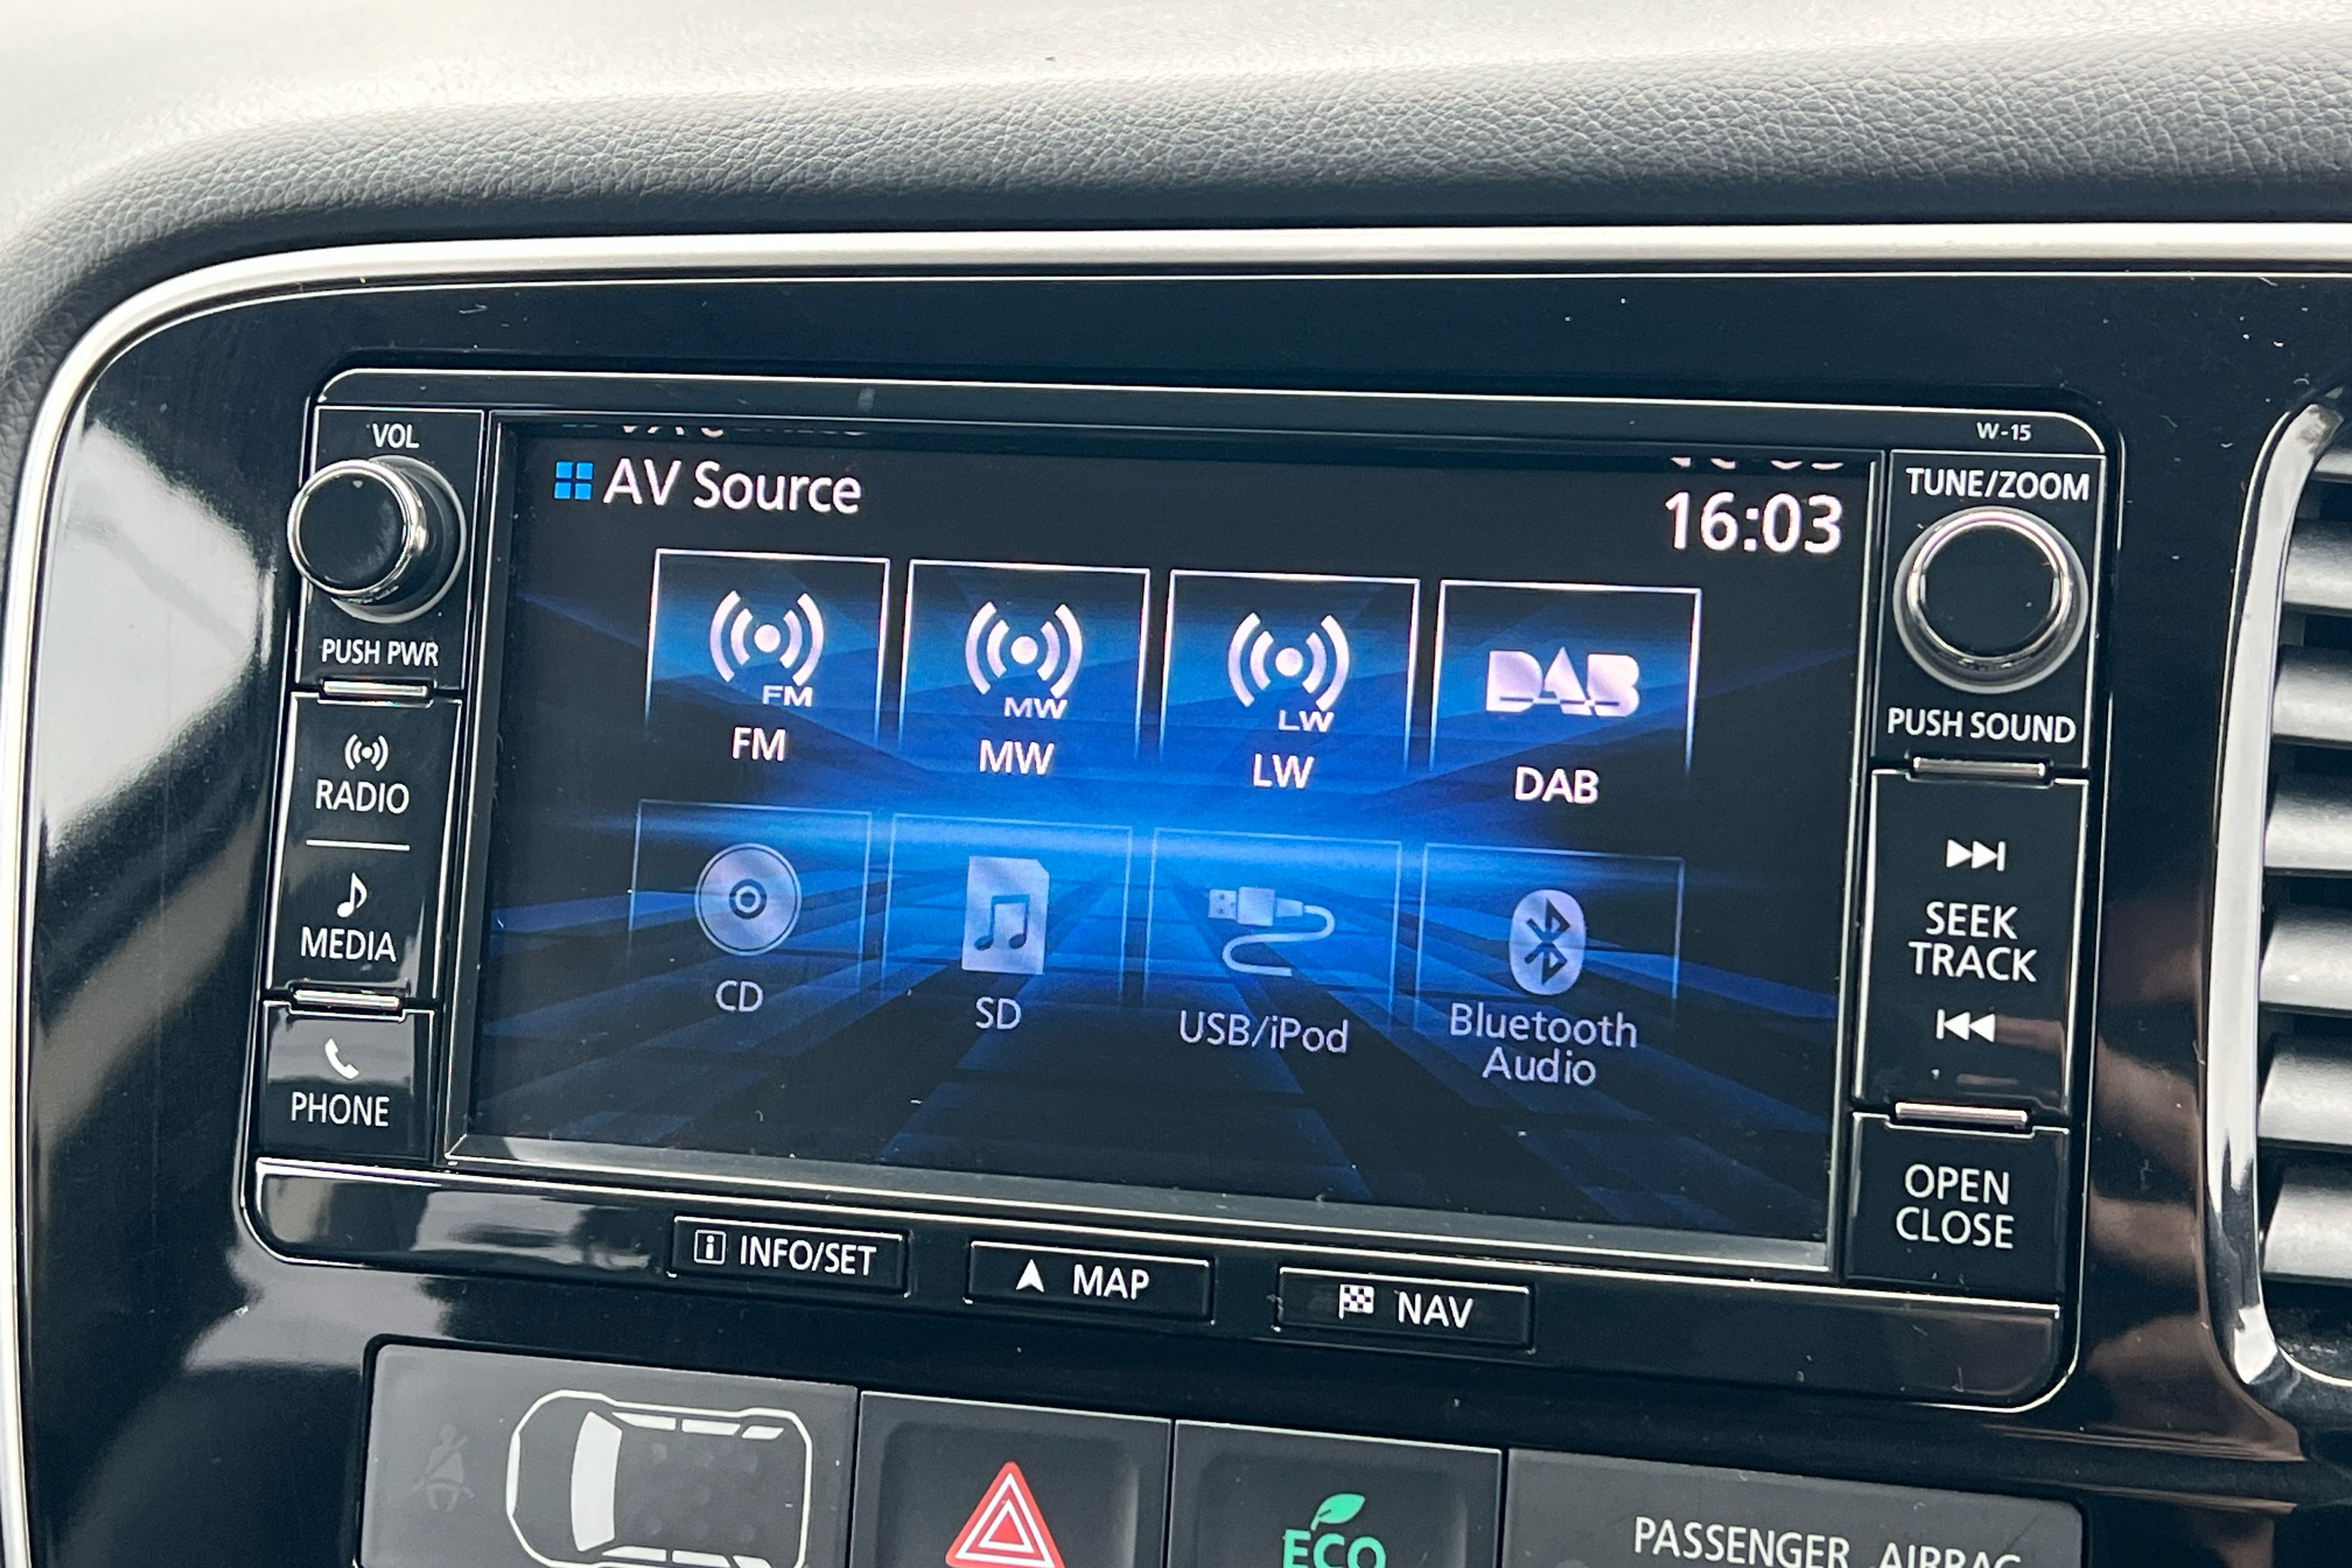 VOL
W-15
AV Source
TUNE/ZOOM
16:03
PUSH PWR
FM
MW
LW
DAB
FM
MW
LW
DAB
PUSH SOUND
RADIO
MEDIA
SEEK
TRACK
CD
SD
USB/iPod
Bluetooth
Audio
PHONE
OPEN
CLOSE
INFO/SET
MAP
NAV
ECO
PASSENGER AIRBAG